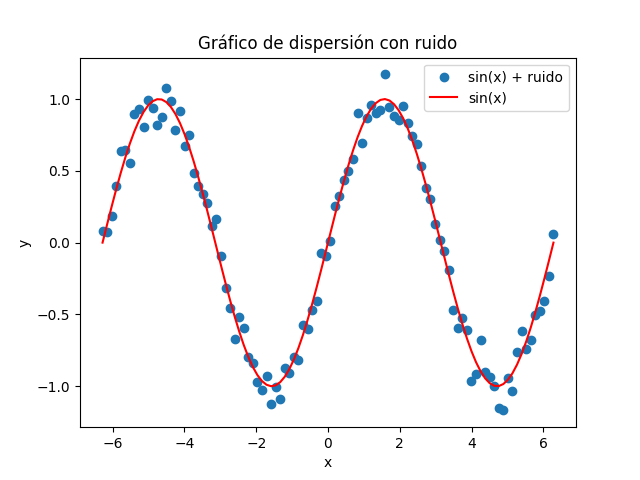 Gráfico de dispersión con ruido
sin(x) + ruido
sin(x)
1.0
0.5
0.0
−0.5
−1.0
y
−6
−4
−2
0
2
4
6
x